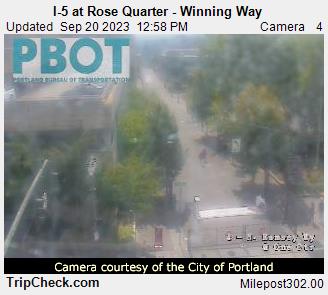 I-5 at Rose Quarter - Winning Way
Updated Sep 20 2023 12:58 PM Camera 4
PBOT
PORTLAND BUREAU OF TRANSPORTATION
Camera courtesy of the City of Portland
TripCheck.com Milepost302.00